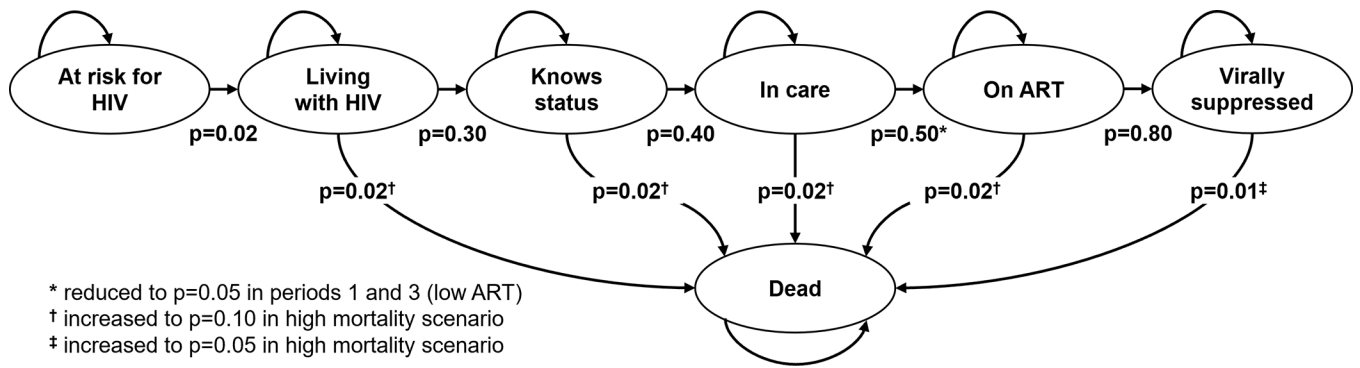 At risk for
HIV
Living
with HIV
Knows
status
In care
On ART
Virally
suppressed
p=0.02
p=0.30
p=0.40
p=0.50*
p=0.80
p=0.02†
p=0.02†
p=0.02†
p=0.02†
p=0.01‡
Dead
* reduced to p=0.05 in periods 1 and 3 (low ART)
† increased to p=0.10 in high mortality scenario
‡ increased to p=0.05 in high mortality scenario